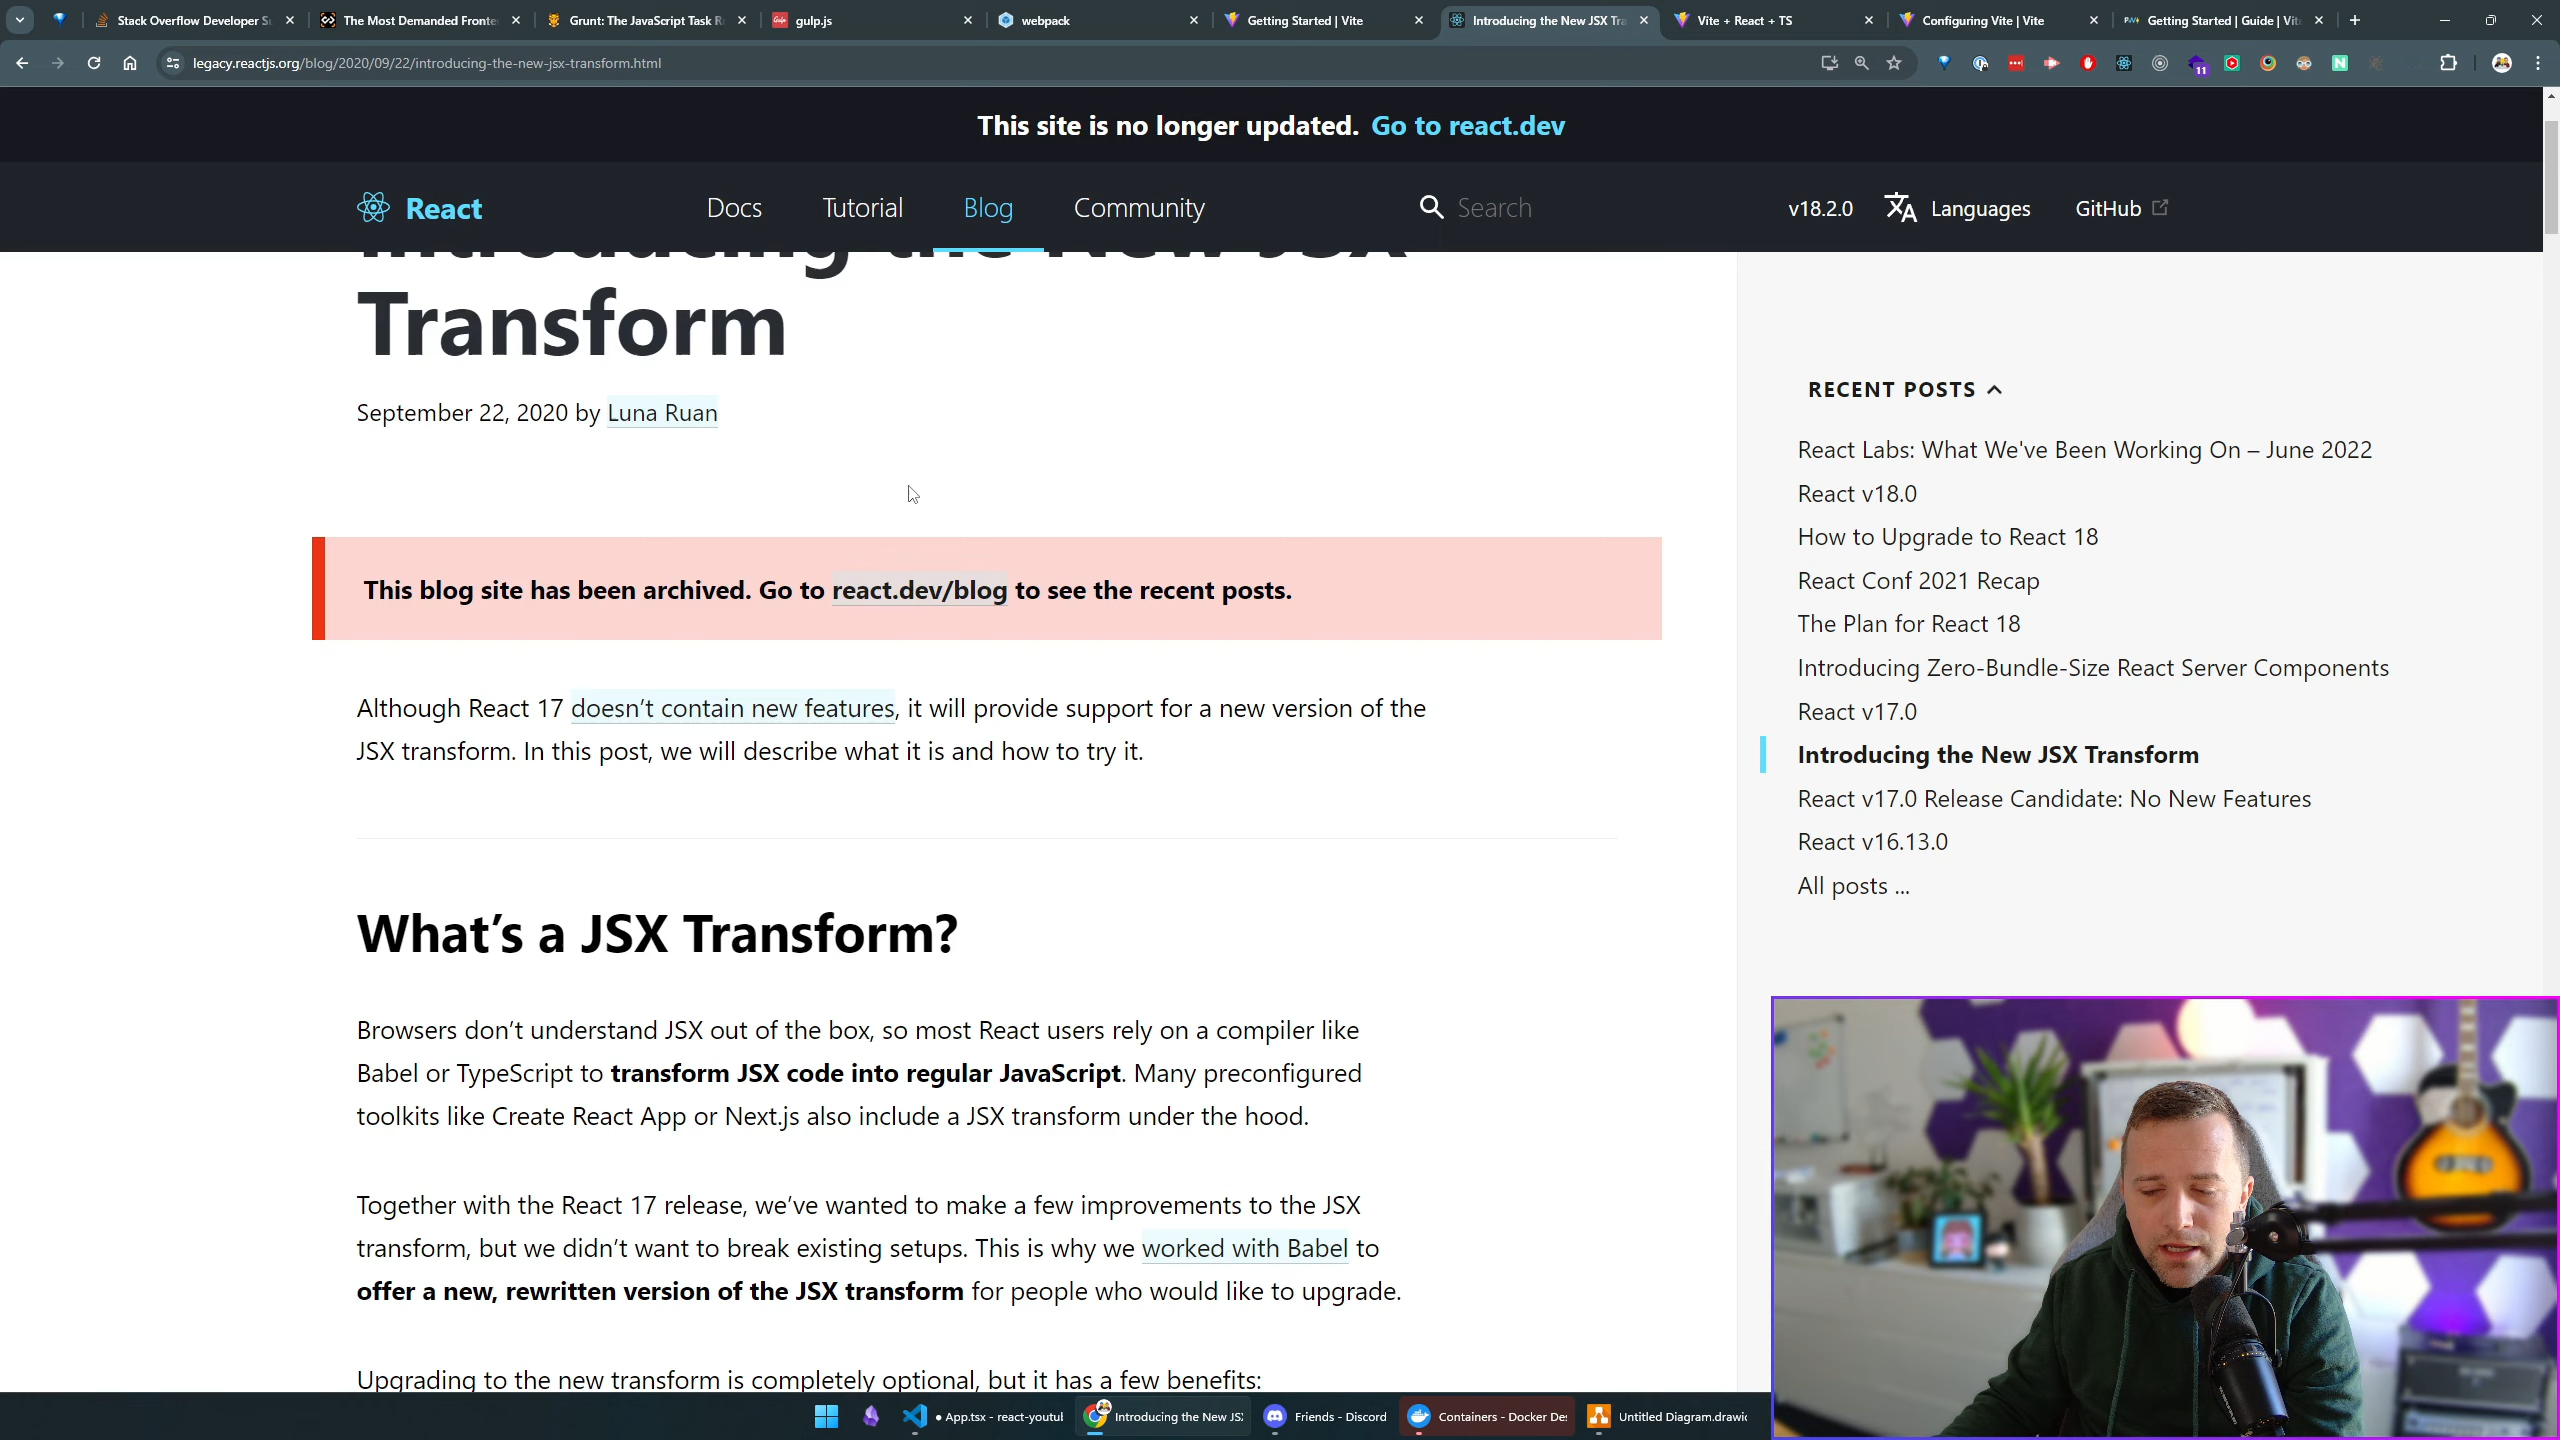 Stack Overflow Developer Su
The Most Demanded Fronte
Grunt: The JavaScript Task R
gulp.js
webpack
Getting Started | Vite
Introducing the New JSX Tra
Vite + React + TS
Configuring Vite | Vite
Getting Started | Guide | Vit
legacy.reactjs.org/blog/2020/09/22/introducing-the-new-jsx-transform.html
11
This site is no longer updated. Go to react.dev
React
Docs
Tutorial
Blog
Community
Search
v18.2.0
Languages
GitHub
Introducing the New JSX
Transform
September 22, 2020 by Luna Ruan
This blog site has been archived. Go to react.dev/blog to see the recent posts.
Although React 17 doesn’t contain new features, it will provide support for a new version of the
JSX transform. In this post, we will describe what it is and how to try it.
What’s a JSX Transform?
Browsers don’t understand JSX out of the box, so most React users rely on a compiler like
Babel or TypeScript to transform JSX code into regular JavaScript. Many preconfigured
toolkits like Create React App or Next.js also include a JSX transform under the hood.
Together with the React 17 release, we’ve wanted to make a few improvements to the JSX
transform, but we didn’t want to break existing setups. This is why we worked with Babel to
offer a new, rewritten version of the JSX transform for people who would like to upgrade.
Upgrading to the new transform is completely optional, but it has a few benefits:
RECENT POSTS
React Labs: What We've Been Working On – June 2022
React v18.0
How to Upgrade to React 18
React Conf 2021 Recap
The Plan for React 18
Introducing Zero-Bundle-Size React Server Components
React v17.0
Introducing the New JSX Transform
React v17.0 Release Candidate: No New Features
React v16.13.0
All posts ...
● App.tsx - react-youtul
Introducing the New JS
Friends - Discord
Containers - Docker De
Untitled Diagram.drawi